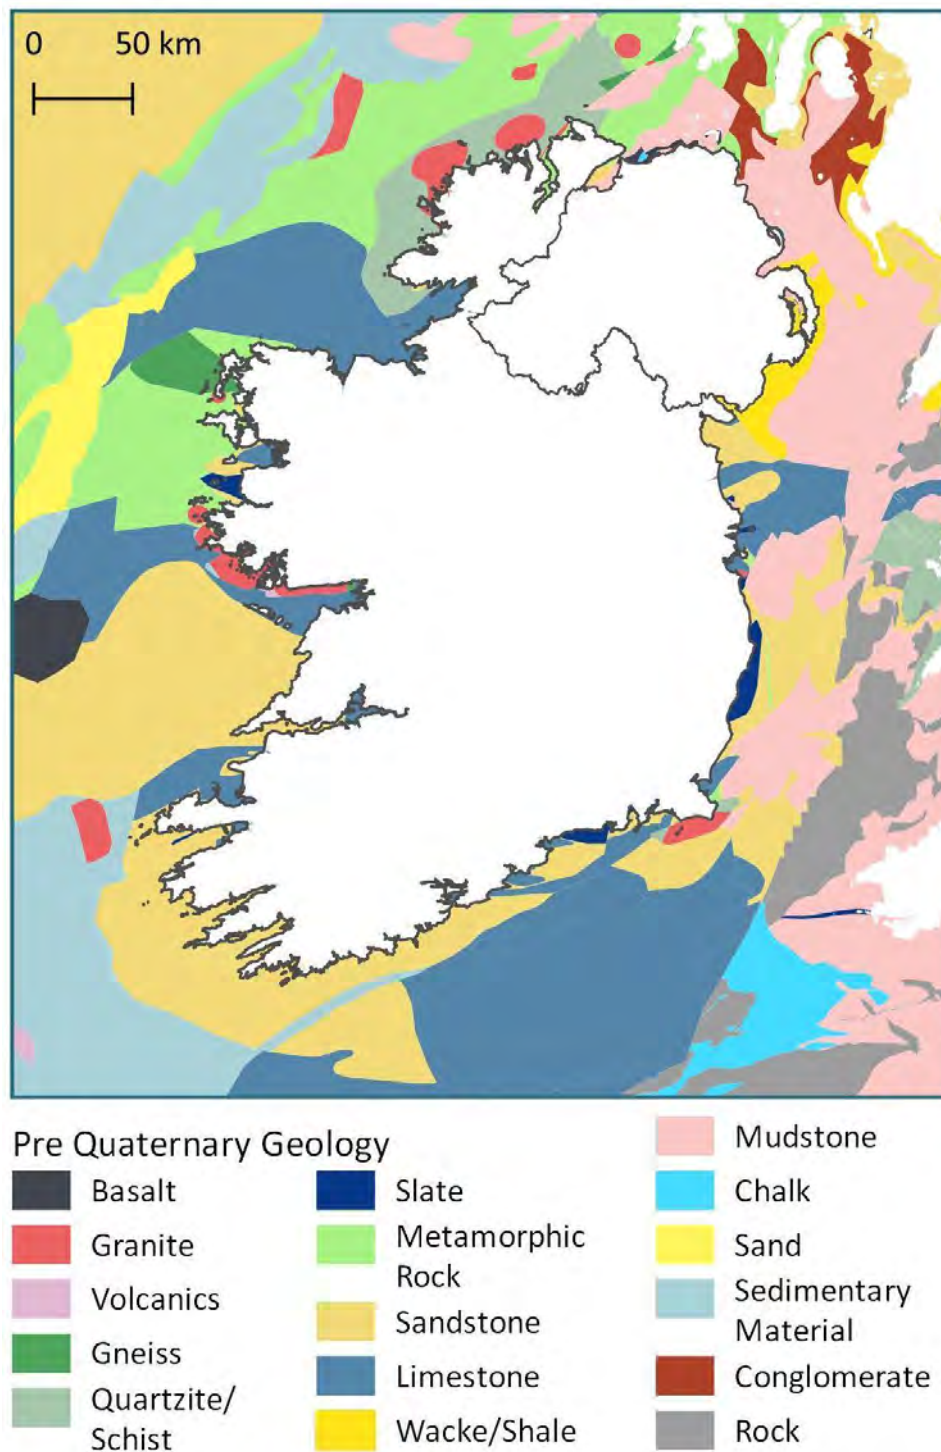 0 50 km
Pre Quaternary Geology
Basalt
Granite
Volcanics
Gneiss
Quartzite/
Schist
Slate
Metamorphic
Rock
Sandstone
Limestone
Wacke/Shale
Mudstone
Chalk
Sand
Sedimentary
Material
Conglomerate
Rock